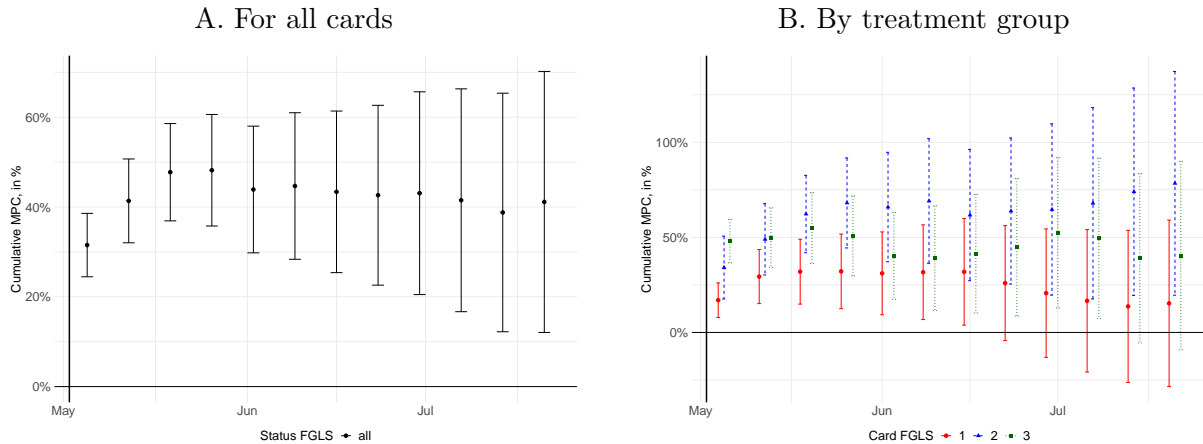 A. For all cards
Cumulative MPC, in %
60%
40%
20%
0%
May
Jun
Jul
Status FGLS
all
B. By treatment group
Cumulative MPC, in %
100%
50%
0%
May
Jun
Jul
Card FGLS
1
2
3